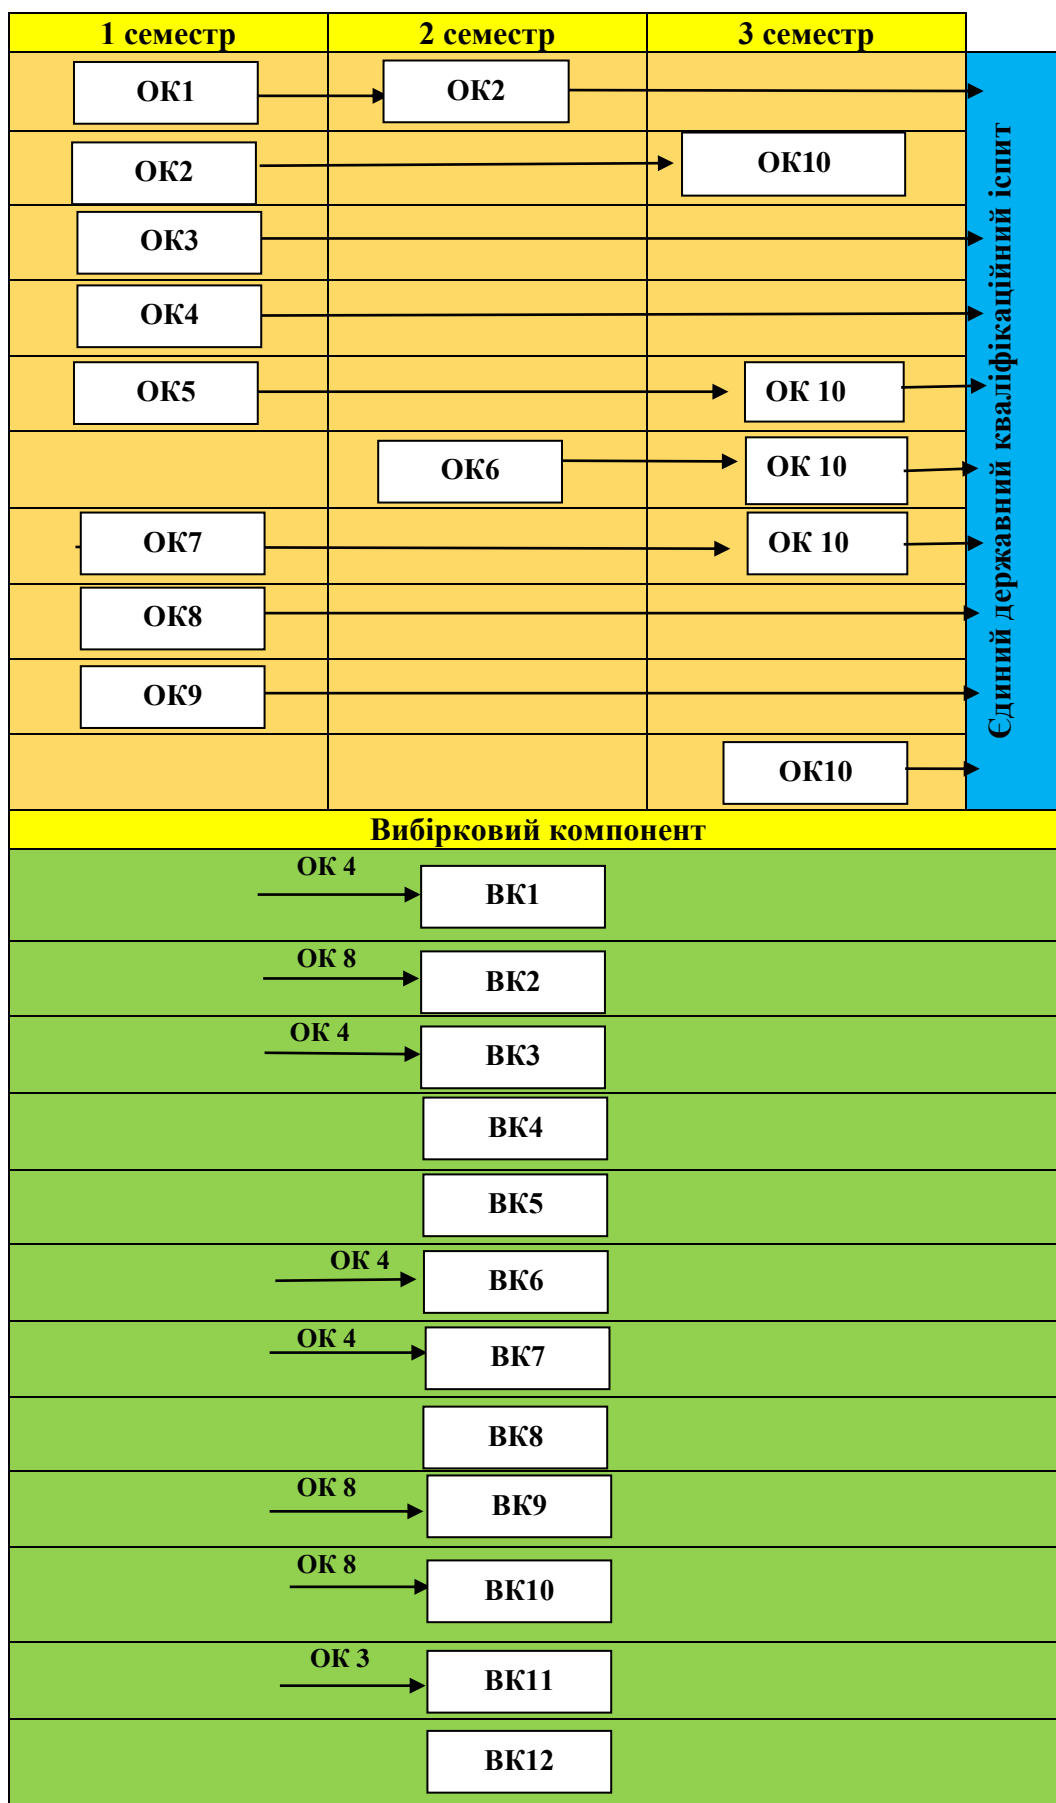 1 семестр 2 семестр 3 семестр
ОК1 ОК2
ОК2 ОК10
ОК3
ОК4
ОК5 ОК 10
ОК6 ОК 10
ОК7 ОК 10
ОК8
ОК9
ОК10
Єдиний державний кваліфікаційний іспит
Вибірковий компонент
ОК 4 ВК1
ОК 8 ВК2
ОК 4 ВК3
ВК4
ВК5
ОК 4 ВК6
ОК 4 ВК7
ВК8
ОК 8 ВК9
ОК 8 ВК10
ОК 3 ВК11
ВК12